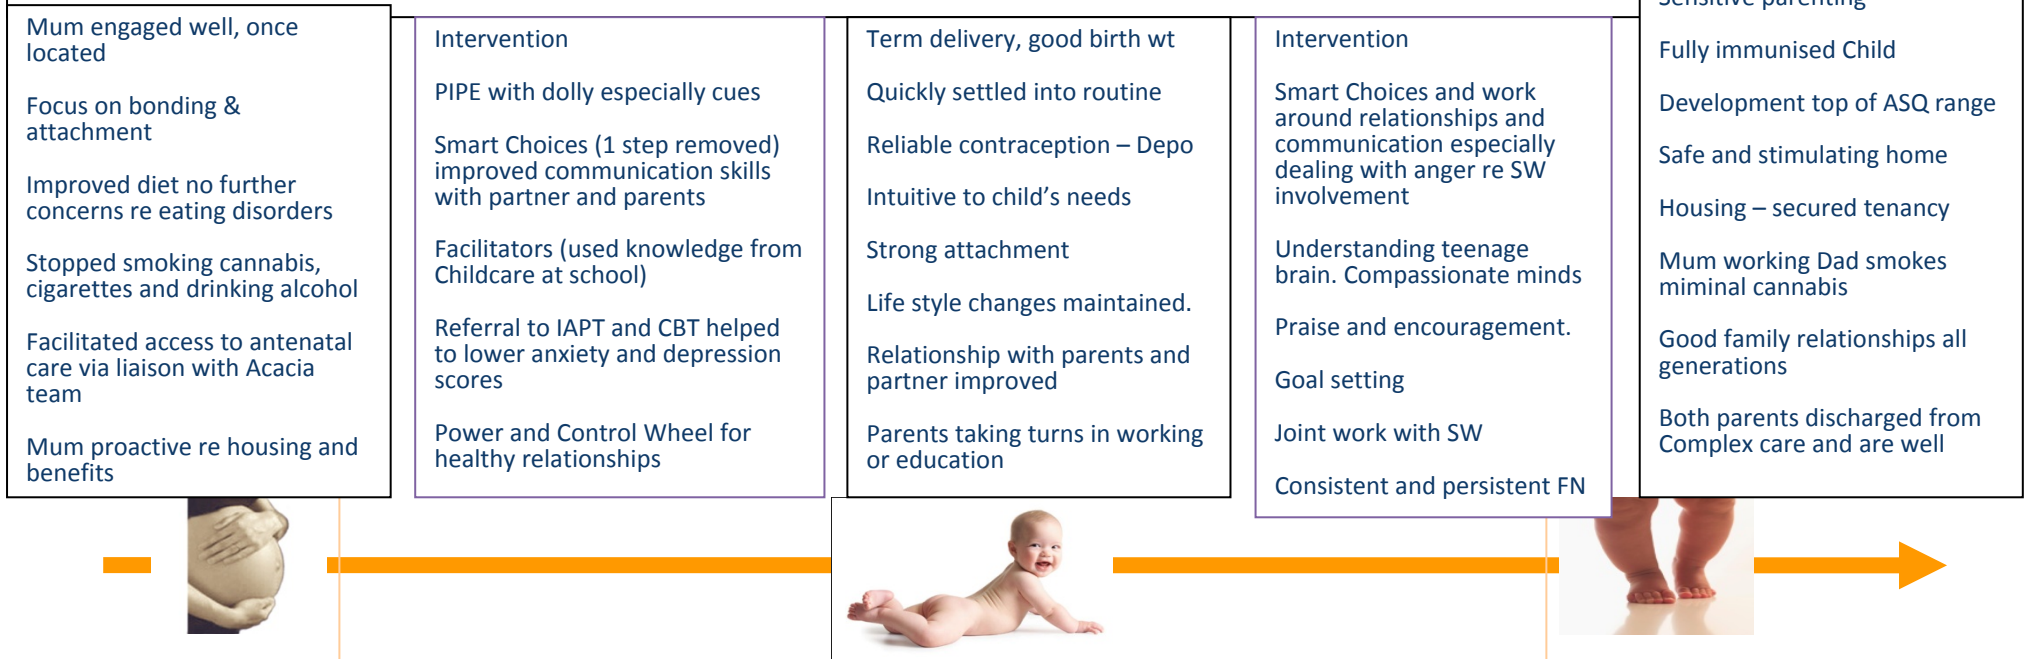 Mum engaged well, once
located
Focus on bonding &
attachment
Improved diet no further
concerns re eating disorders
Stopped smoking cannabis,
cigarettes and drinking alcohol
Facilitated access to antenatal
care via liaison with Acacia
team
Mum proactive re housing and
benefits
Intervention
PIPE with dolly especially cues
Smart Choices (1 step removed)
improved communication skills
with partner and parents
Facilitators (used knowledge from
Childcare at school)
Referral to IAPT and CBT helped
to lower anxiety and depression
scores
Power and Control Wheel for
healthy relationships
Term delivery, good birth wt
Quickly settled into routine
Reliable contraception – Depo
Intuitive to child’s needs
Strong attachment
Life style changes maintained.
Relationship with parents and
partner improved
Parents taking turns in working
or education
Intervention
Smart Choices and work
around relationships and
communication especially
dealing with anger re SW
involvement
Understanding teenage
brain. Compassionate minds
Praise and encouragement.
Goal setting
Joint work with SW
Consistent and persistent FN
Sensitive parenting
Fully immunised Child
Development top of ASQ range
Safe and stimulating home
Housing – secured tenancy
Mum working Dad smokes
miminal cannabis
Good family relationships all
generations
Both parents discharged from
Complex care and are well